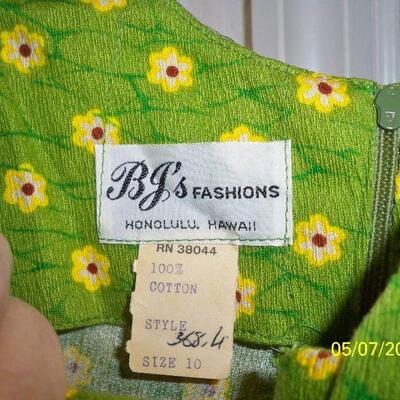 BJ's FASHIONS
HONOLULU, HAWAII
RN 38044
100%
COTTON
STYLE
368.4
SIZE 10
05/07/20